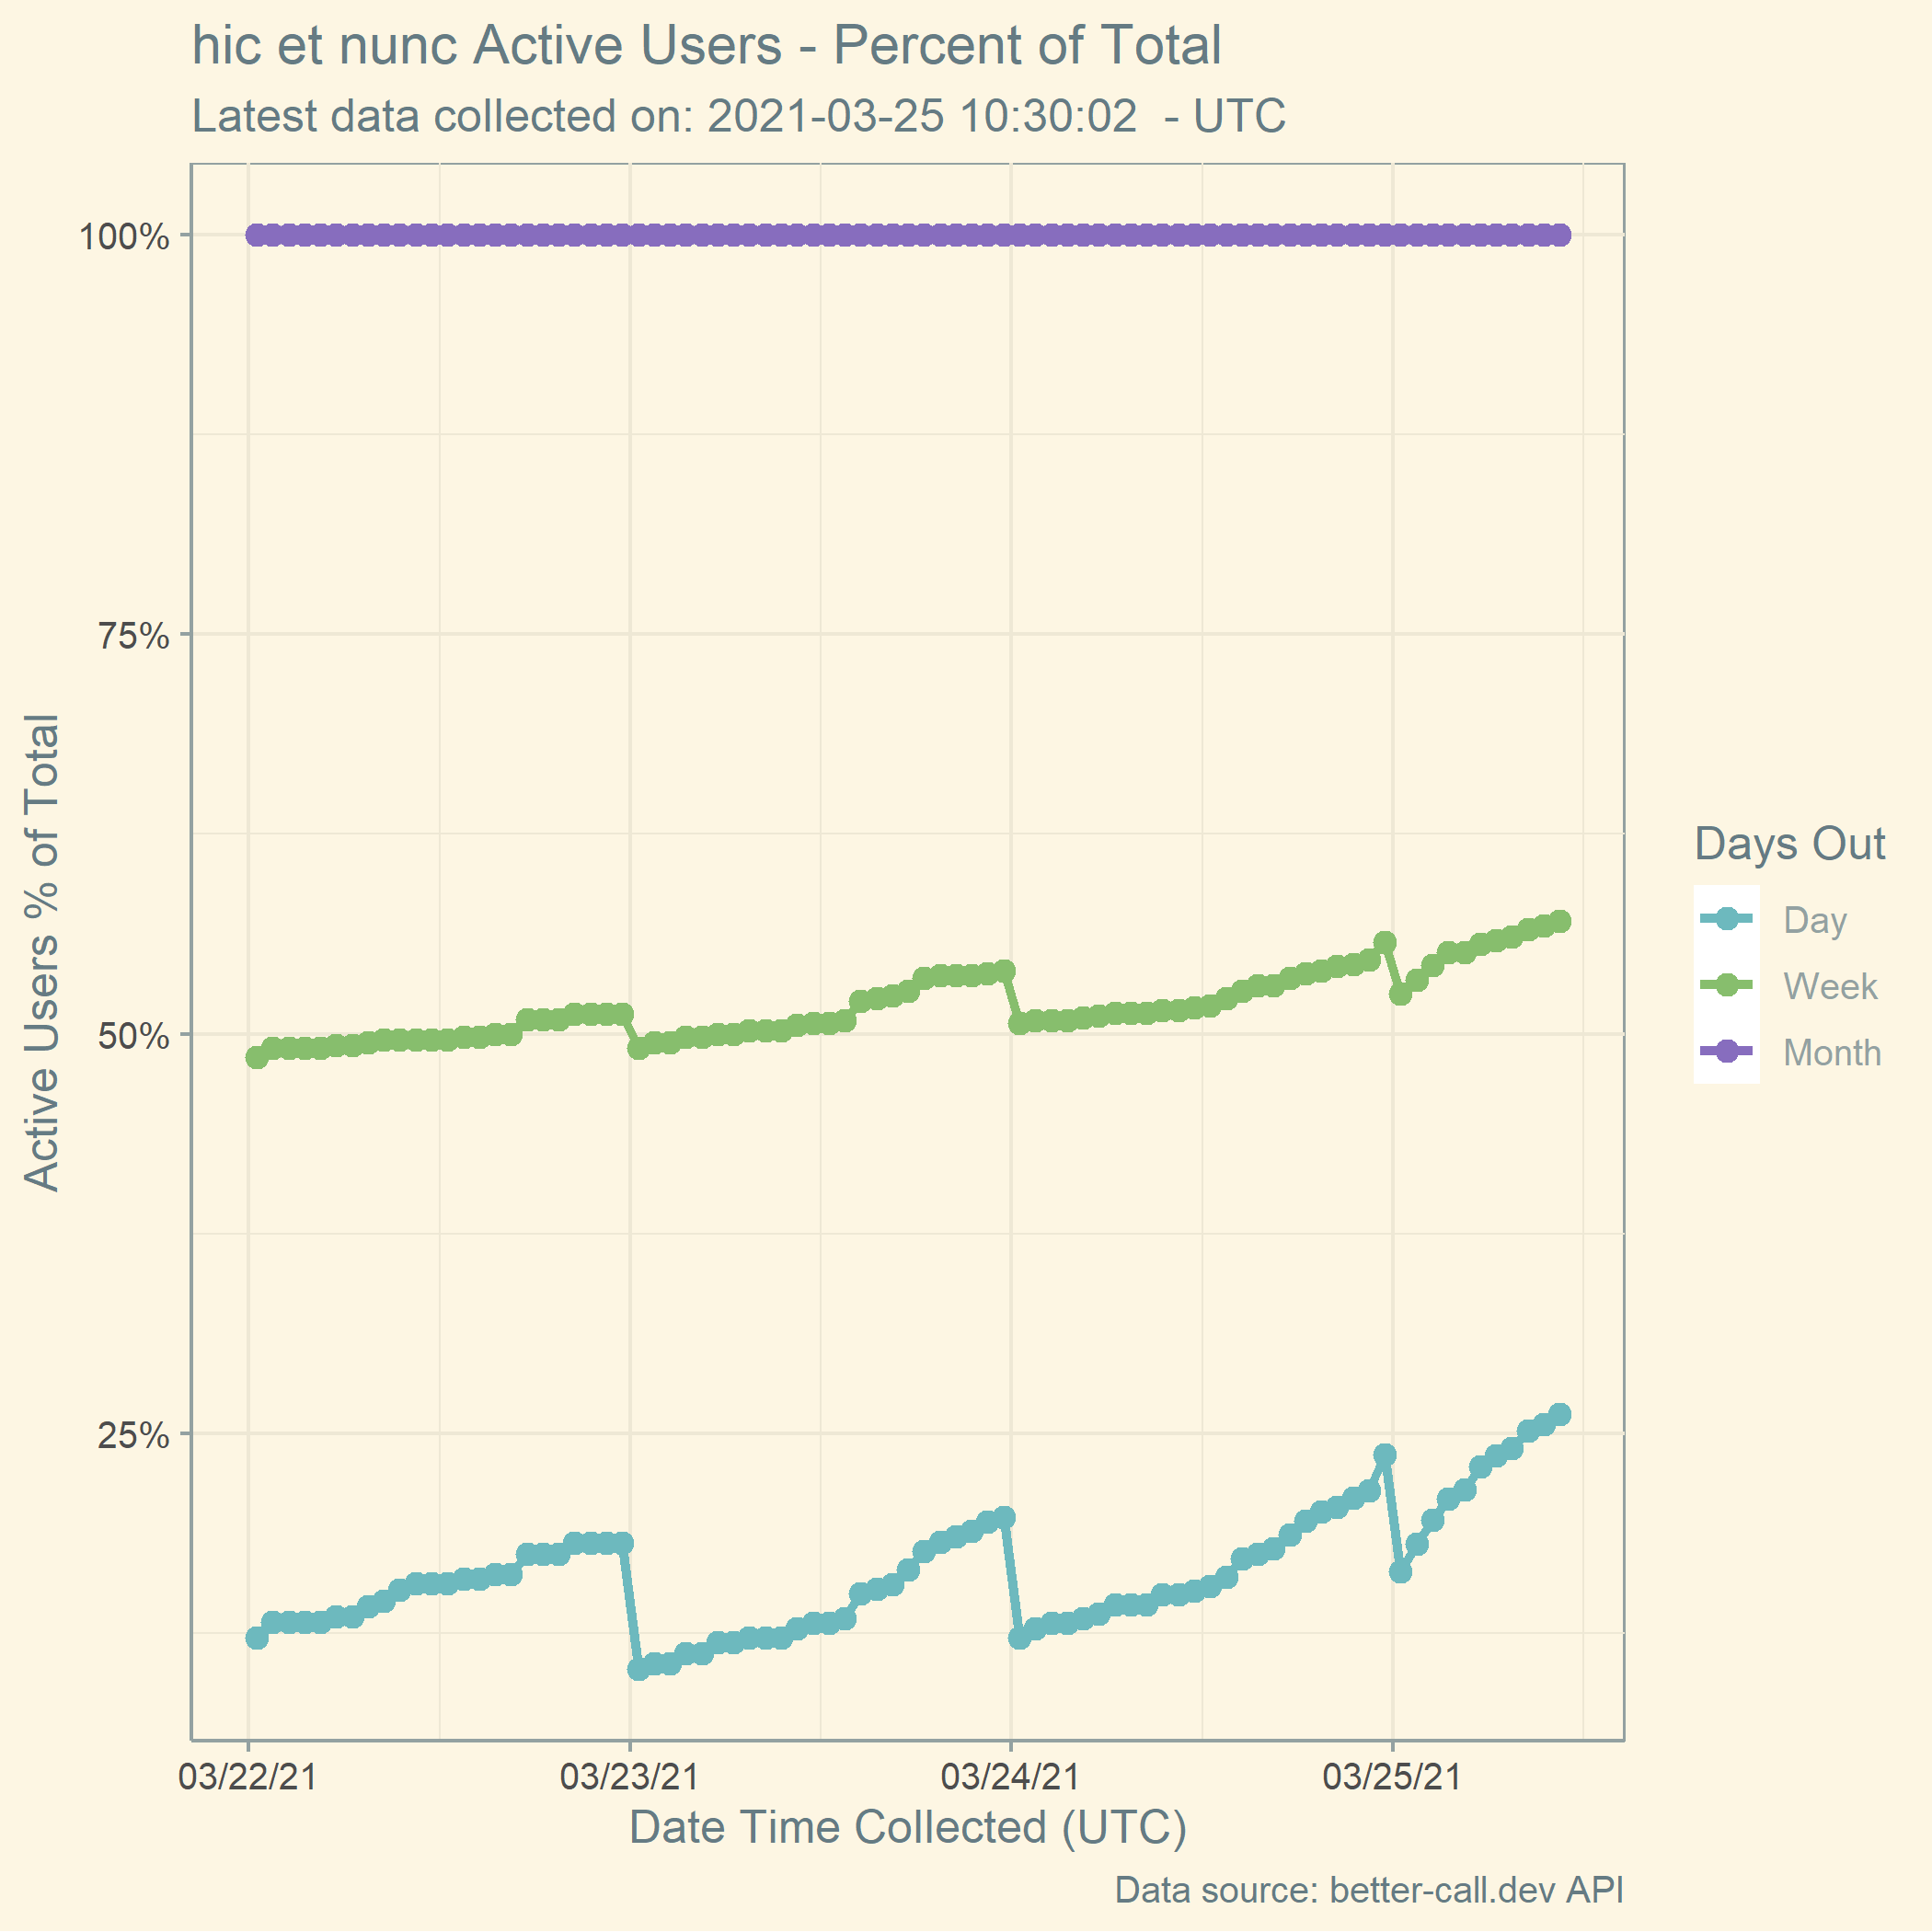 hic et nunc Active Users - Percent of Total
Latest data collected on: 2021-03-25 10:30:02  - UTC
Active Users % of Total
100%
75%
50%
25%
03/22/21
03/23/21
03/24/21
03/25/21
Date Time Collected (UTC)
Days Out
Day
Week
Month
Data source: better-call.dev API